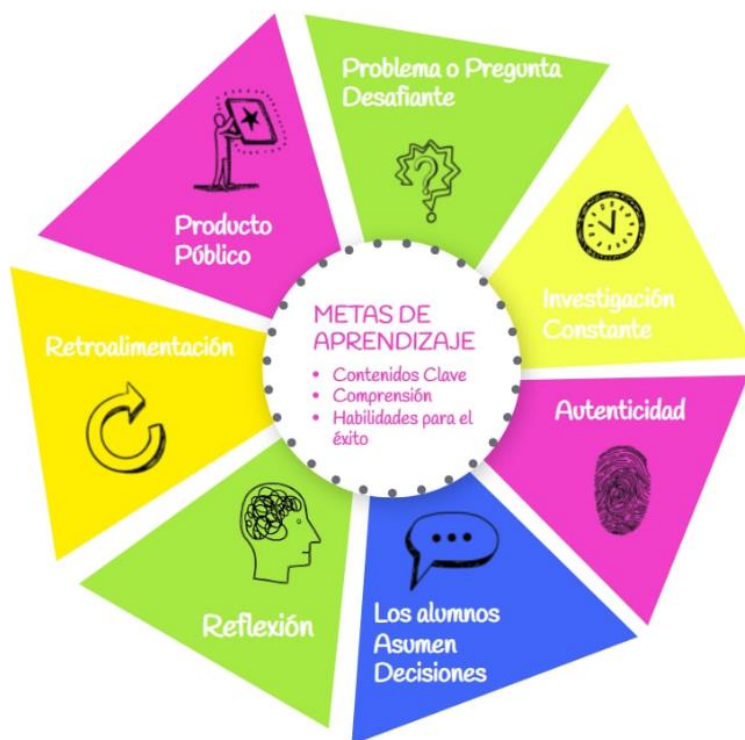 Problema o Pregunta
Desafiante
Investigación
Constante
Autenticidad
Los alumnos
Asumen
Decisiones
Reflexión
Retroalimentación
Producto
Público
METAS DE
APRENDIZAJE
• Contenidos Clave
• Comprensión
• Habilidades para el
éxito